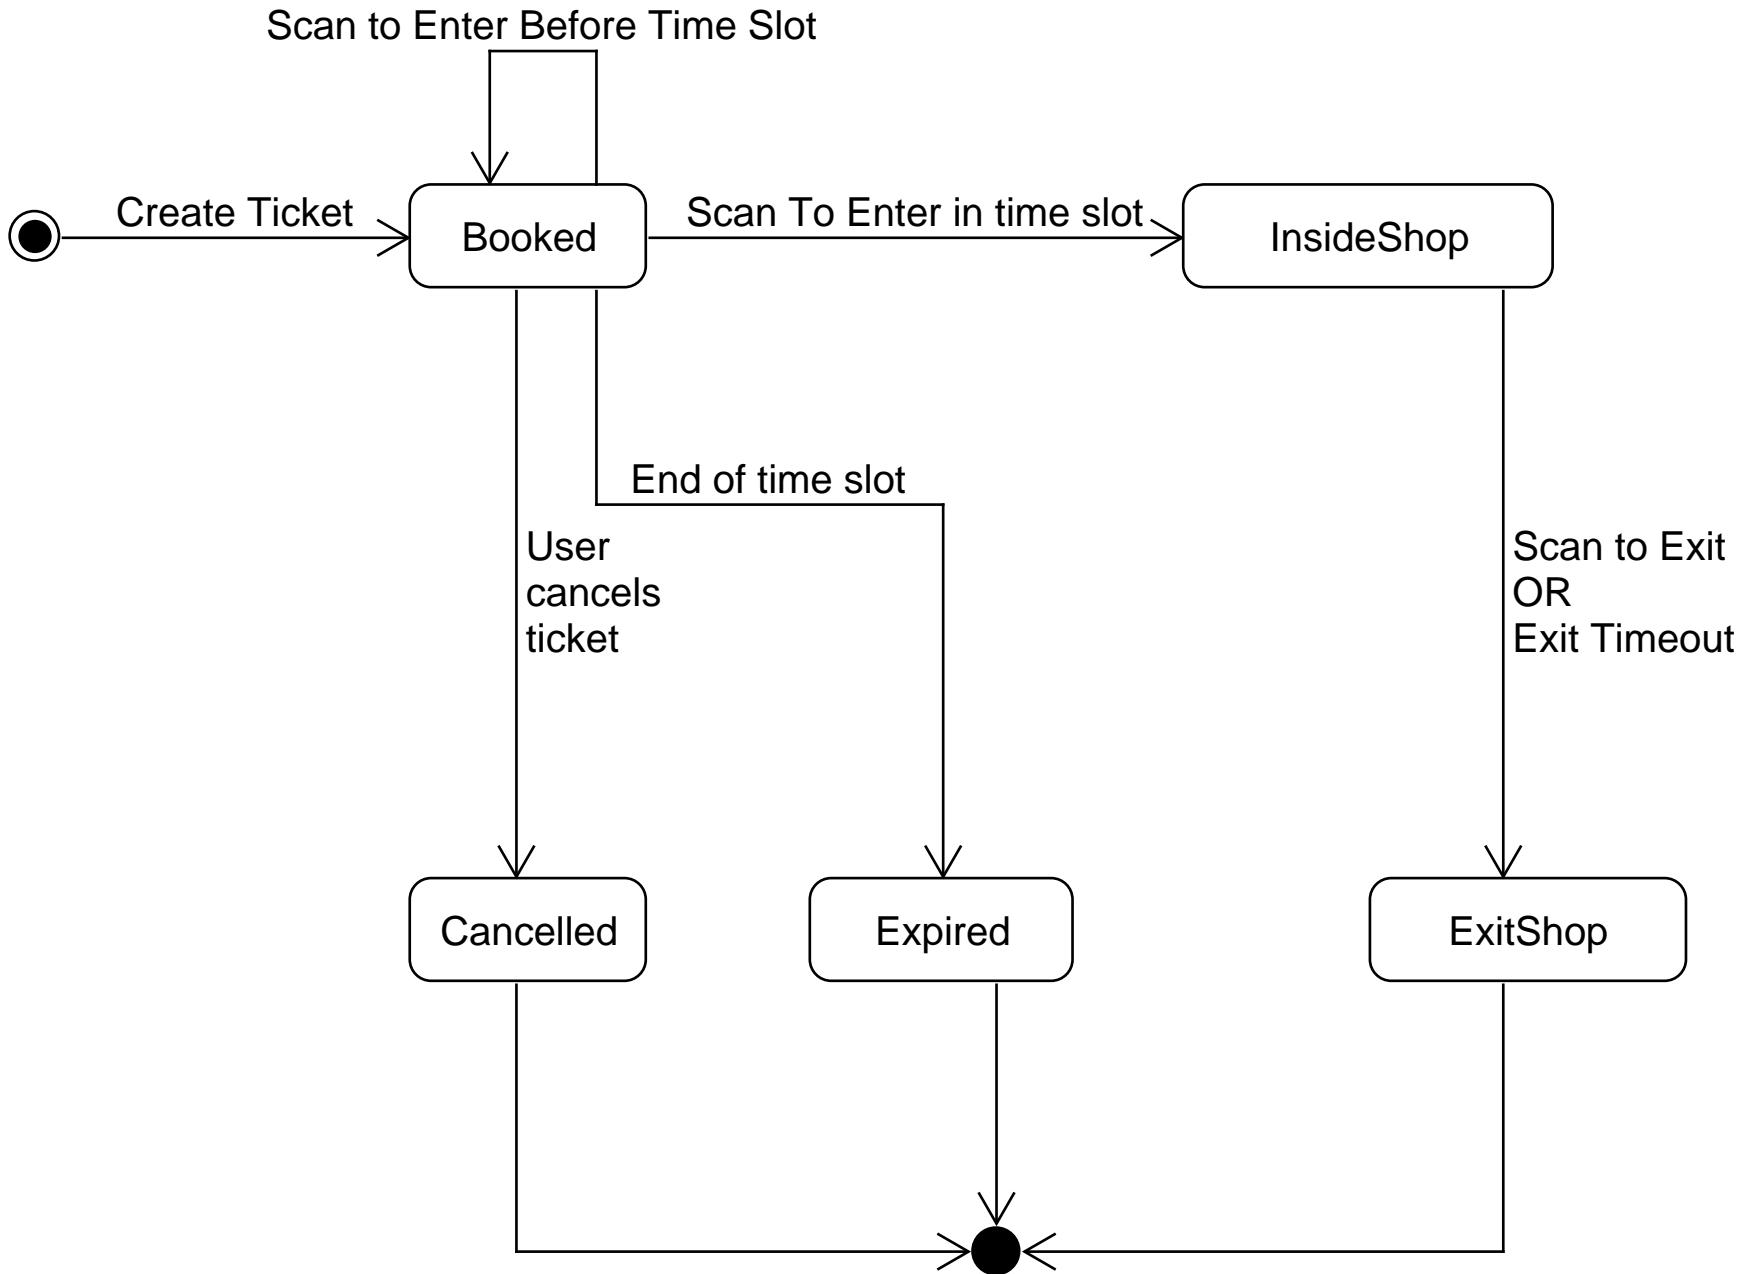 Scan to Enter Before Time Slot
Create Ticket
Booked
Scan To Enter in time slot
InsideShop
End of time slot
User
cancels
ticket
Scan to Exit
OR
Exit Timeout
Cancelled
Expired
ExitShop